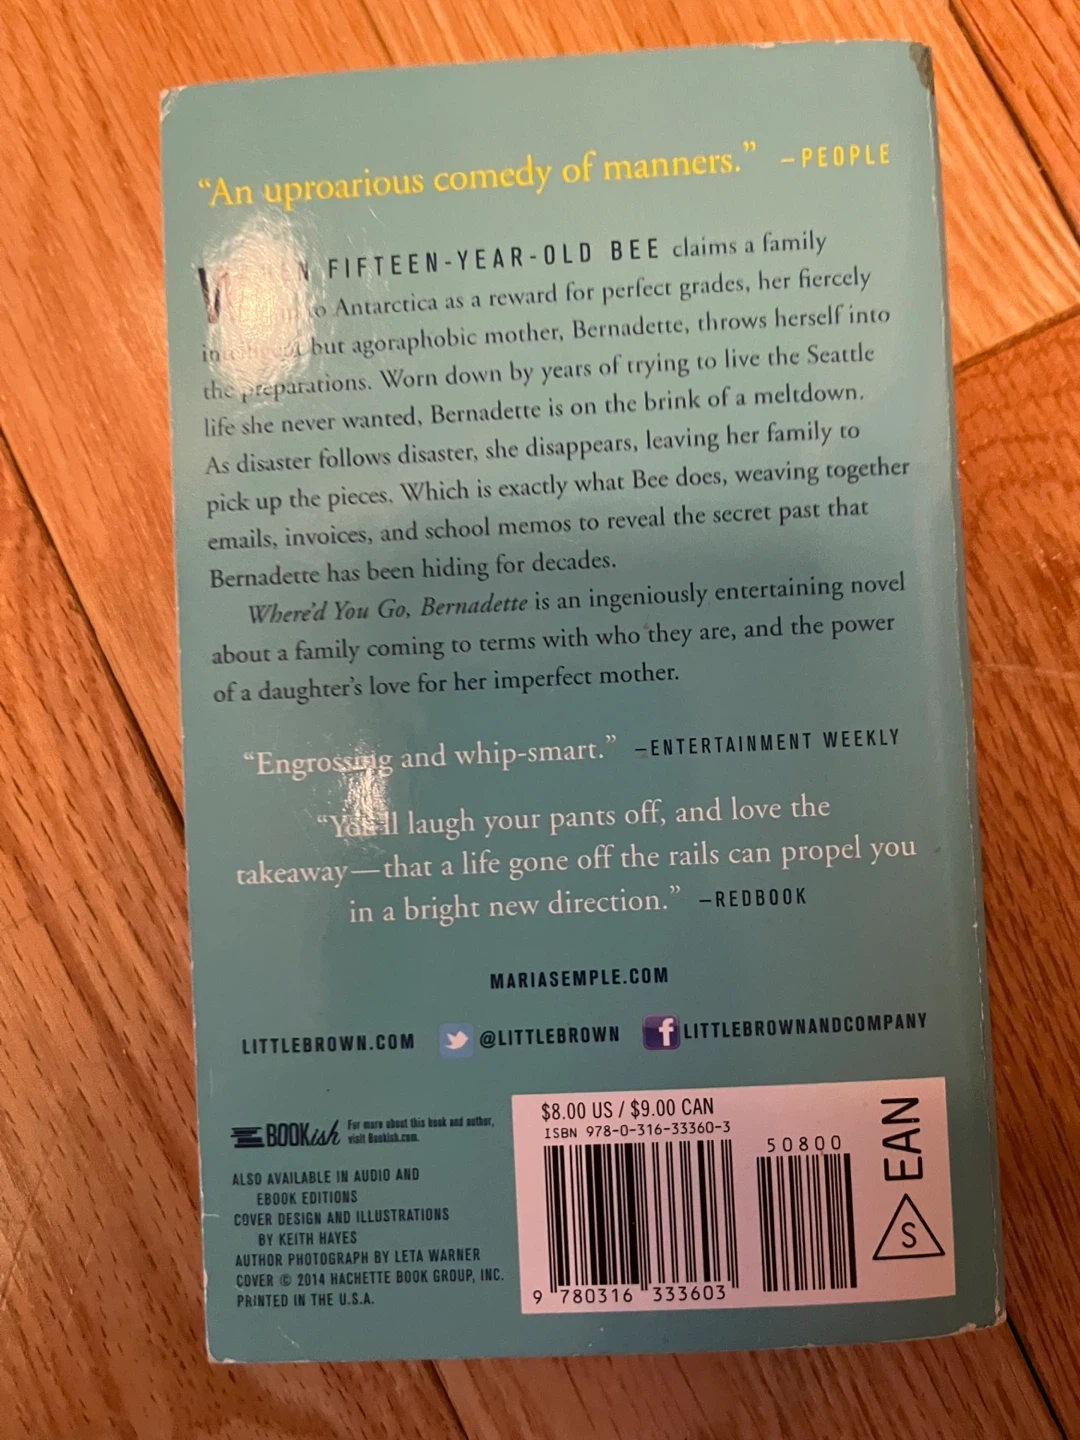 “An uproarious comedy of manners.” –PEOPLE
FIFTEEN-YEAR-OLD BEE claims a family
to Antarctica as a reward for perfect grades, her fiercely
but agoraphobic mother, Bernadette, throws herself into
the preparations. Worn down by years of trying to live the Seattle
life she never wanted, Bernadette is on the brink of a meltdown.
As disaster follows disaster, she disappears, leaving her family to
pick up the pieces. Which is exactly what Bee does, weaving together
emails, invoices, and school memos to reveal the secret past that
Bernadette has been hiding for decades.
Where’d You Go, Bernadette is an ingeniously entertaining novel
about a family coming to terms with who they are, and the power
of a daughter’s love for her imperfect mother.
“Engrossing and whip-smart.” –ENTERTAINMENT WEEKLY
“You’ll laugh your pants off, and love the
takeaway—that a life gone off the rails can propel you
in a bright new direction.” –REDBOOK
MARIASEMPLE.COM
LITTLEBROWN.COM @LITTLEBROWN f LITTLEBROWNANDCOMPANY
BOOKish For more about this book and author,
visit Bookish.com.
ALSO AVAILABLE IN AUDIO AND
EBOOK EDITIONS
COVER DESIGN AND ILLUSTRATIONS
BY KEITH HAYES
AUTHOR PHOTOGRAPH BY LETA WARNER
COVER © 2014 HACHETTE BOOK GROUP, INC.
PRINTED IN THE U.S.A.
$8.00 US / $9.00 CAN
ISBN 978-0-316-33360-3
50800
9 780316 333603
EAN
S